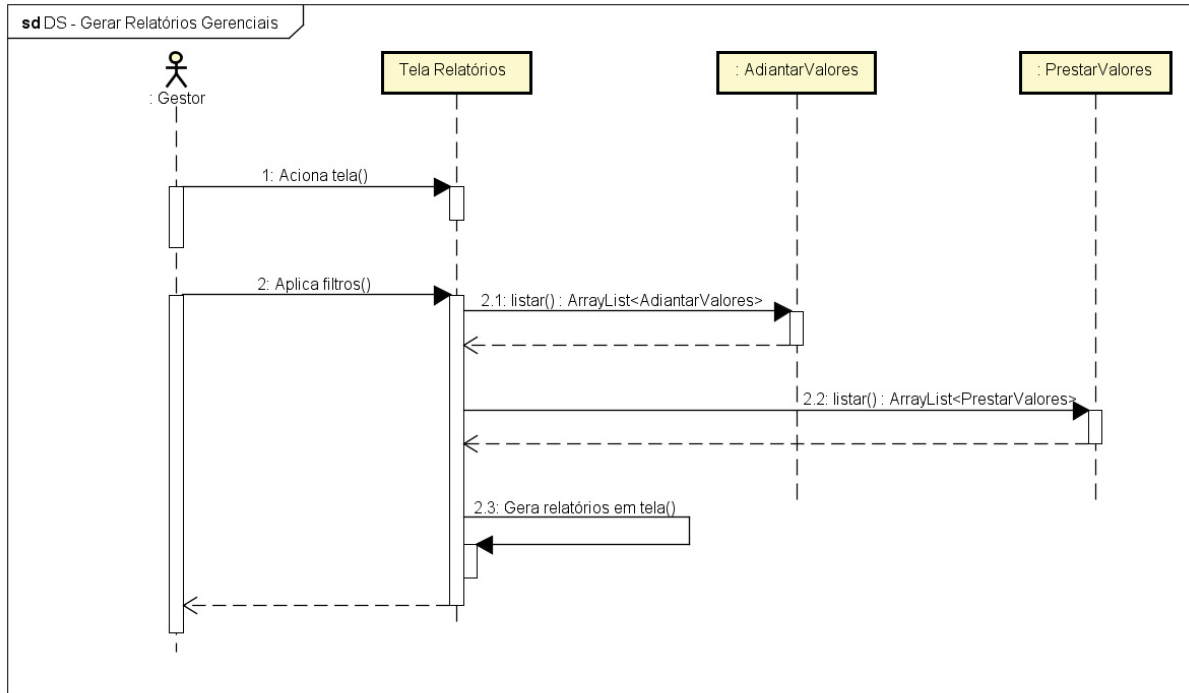 sd DS - Gerar Relatórios Gerenciais
: Gestor
Tela Relatórios
: AdiantarValores
: PrestarValores
1: Aciona tela()
2: Aplica filtros()
2.1: listar() : ArrayList<AdiantarValores>
2.2: listar() : ArrayList<PrestarValores>
2.3: Gera relatórios em tela()